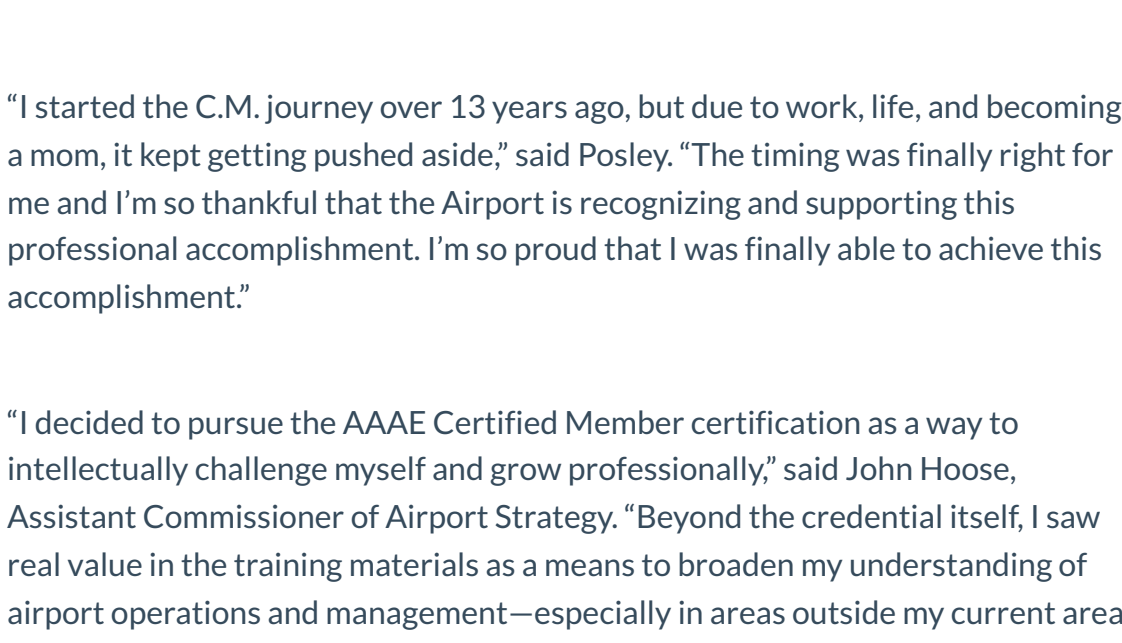 “I started the C.M. journey over 13 years ago, but due to work, life, and becoming
a mom, it kept getting pushed aside,” said Posley. “The timing was finally right for
me and I’m so thankful that the Airport is recognizing and supporting this
professional accomplishment. I’m so proud that I was finally able to achieve this
accomplishment.”
“I decided to pursue the AAAE Certified Member certification as a way to
intellectually challenge myself and grow professionally,” said John Hoose,
Assistant Commissioner of Airport Strategy. “Beyond the credential itself, I saw
real value in the training materials as a means to broaden my understanding of
airport operations and management—especially in areas outside my current area